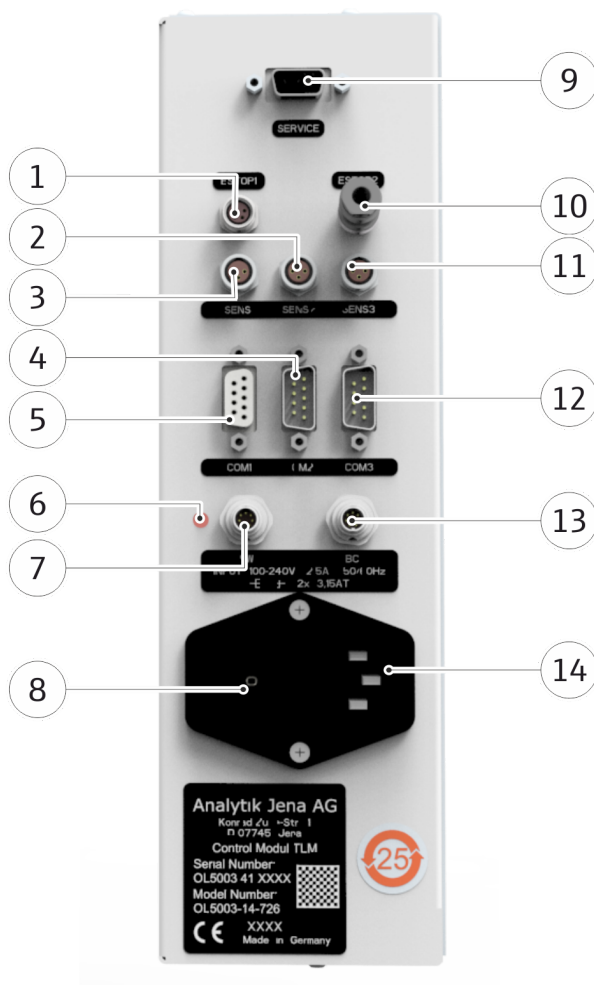 9
SERVICE
1
ESTOP1
10
2
3
11
SENS
SENS
SENS3
4
5
12
COM1
COM3
6
7
13
BC
100-240V
2x 3,15AT
8
14
Analytik Jena AG
Jena
Control Modul TLM
Serial Number:
OL5003 41 XXXX
Model Number:
OL5003-14-726
CE XXXX
Made in Germany
25